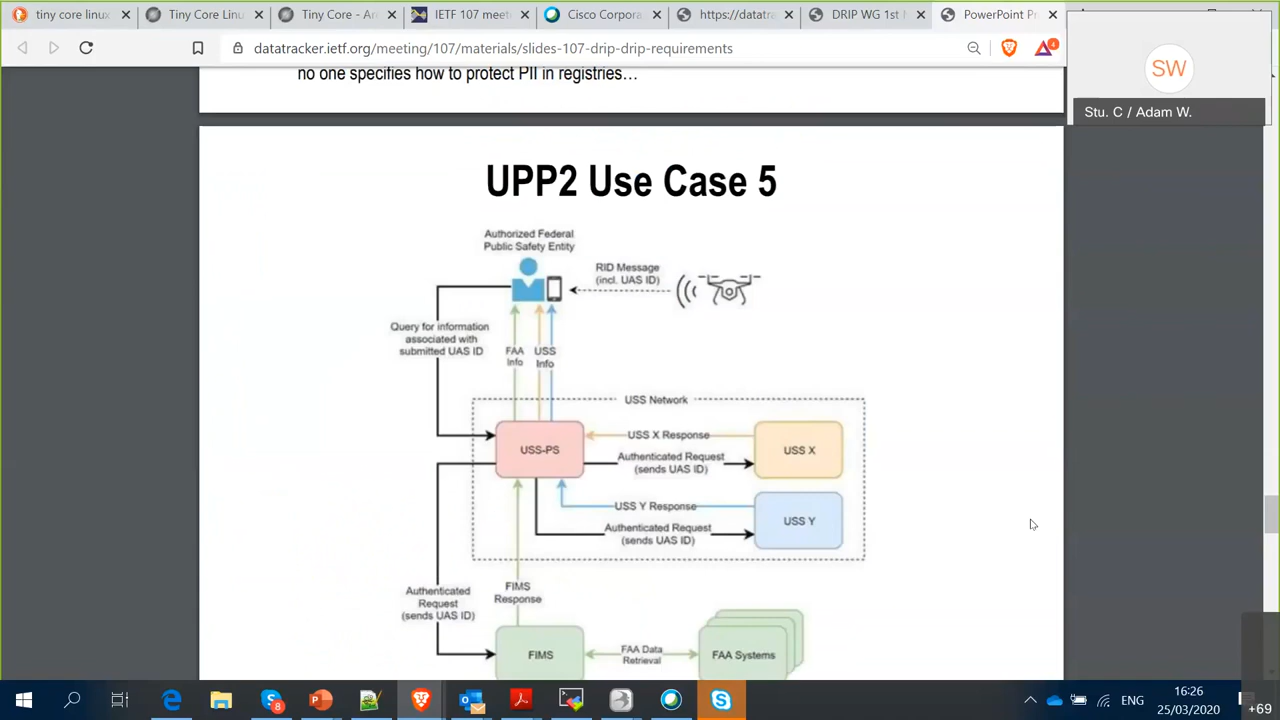 tiny core linux
Tiny Core Linu
Tiny Core - Ar
IETF 107 meet
Cisco Corpora
https://datatr
DRIP WG 1st
PowerPoint P
datatracker.ietf.org/meeting/107/materials/slides-107-drip-drip-requirements
4
SW
Stu. C / Adam W.
no one specifies how to protect PII in registries…
UPP2 Use Case 5
Authorized Federal
Public Safety Entity
RID Message
(incl. UAS ID)
Query for information
associated with
submitted UAS ID
FAA
Info
USS
Info
USS Network
USS-PS
USS X Response
USS X
Authenticated Request
(sends UAS ID)
USS Y Response
USS Y
Authenticated Request
(sends UAS ID)
Authenticated
Request
(sends UAS ID)
FIMS
Response
FIMS
FAA Data
Retrieval
FAA Systems
8
ENG
16:26
25/03/2020
+69